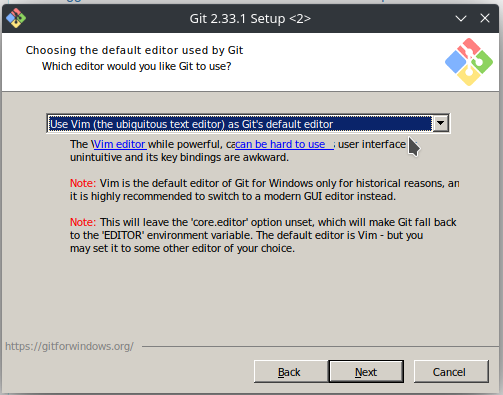 Git 2.33.1 Setup <2>
Choosing the default editor used by Git
Which editor would you like Git to use?
Use Vim (the ubiquitous text editor) as Git's default editor
The Vim editor while powerful, ca can be hard to use s user interface
unintuitive and its key bindings are awkward.
Note: Vim is the default editor of Git for Windows only for historical reasons, an
it is highly recommended to switch to a modern GUI editor instead.
Note: This will leave the 'core.editor' option unset, which will make Git fall back
to the 'EDITOR' environment variable. The default editor is Vim - but you
may set it to some other editor of your choice.
https://gitforwindows.org/
Back Next Cancel